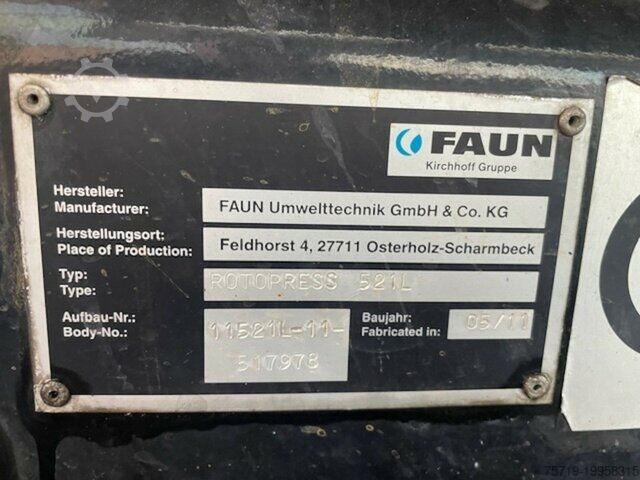 FAUN
Kirchhoff Gruppe
Hersteller:
Manufacturer:
FAUN Umwelttechnik GmbH & Co. KG
Herstellungsort:
Place of Production:
Feldhorst 4, 27711 Osterholz-Scharmbeck
Typ:
Type:
ROTOPRESS 521L
Aufbau-Nr.:
Body-No.:
11521L-11-
517978
Baujahr:
Fabricated in:
05/11
75719-19958315